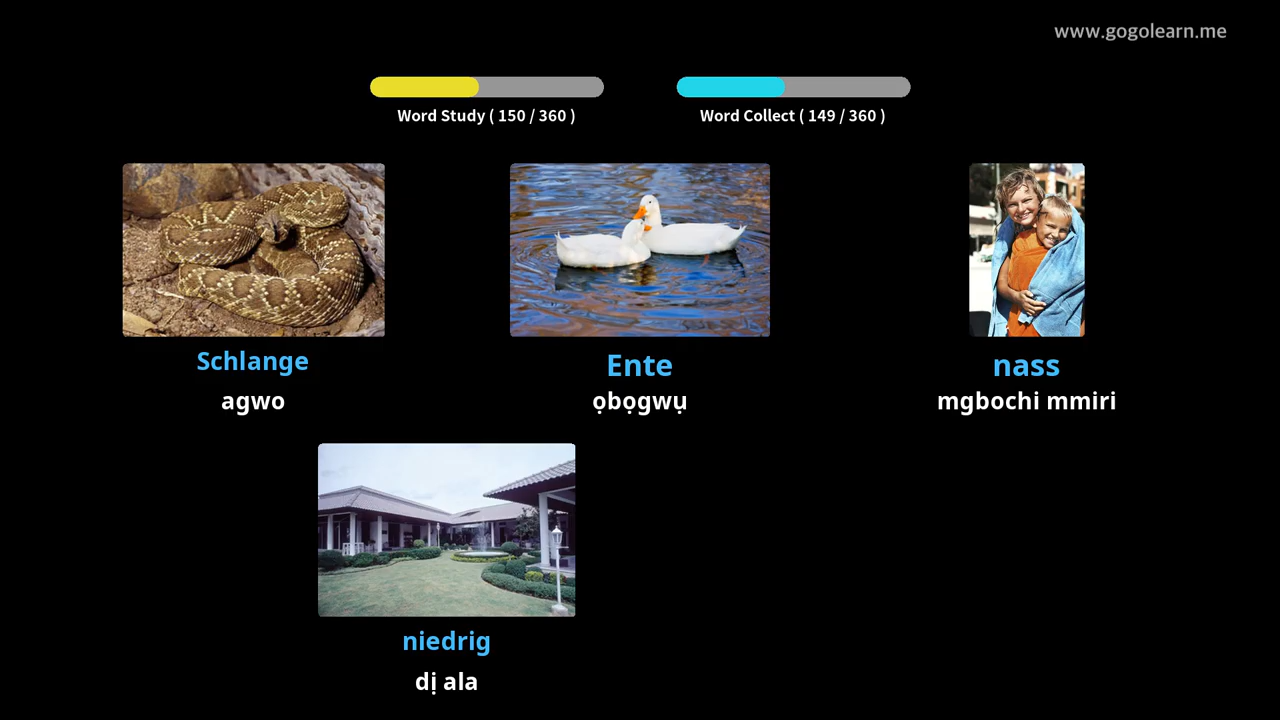 www.gogolearn.me
Word Study ( 150 / 360 )
Word Collect ( 149 / 360 )
Schlange
Ente
nass
agwo
ọbọgwụ
mgbochi mmiri
niedrig
dị ala